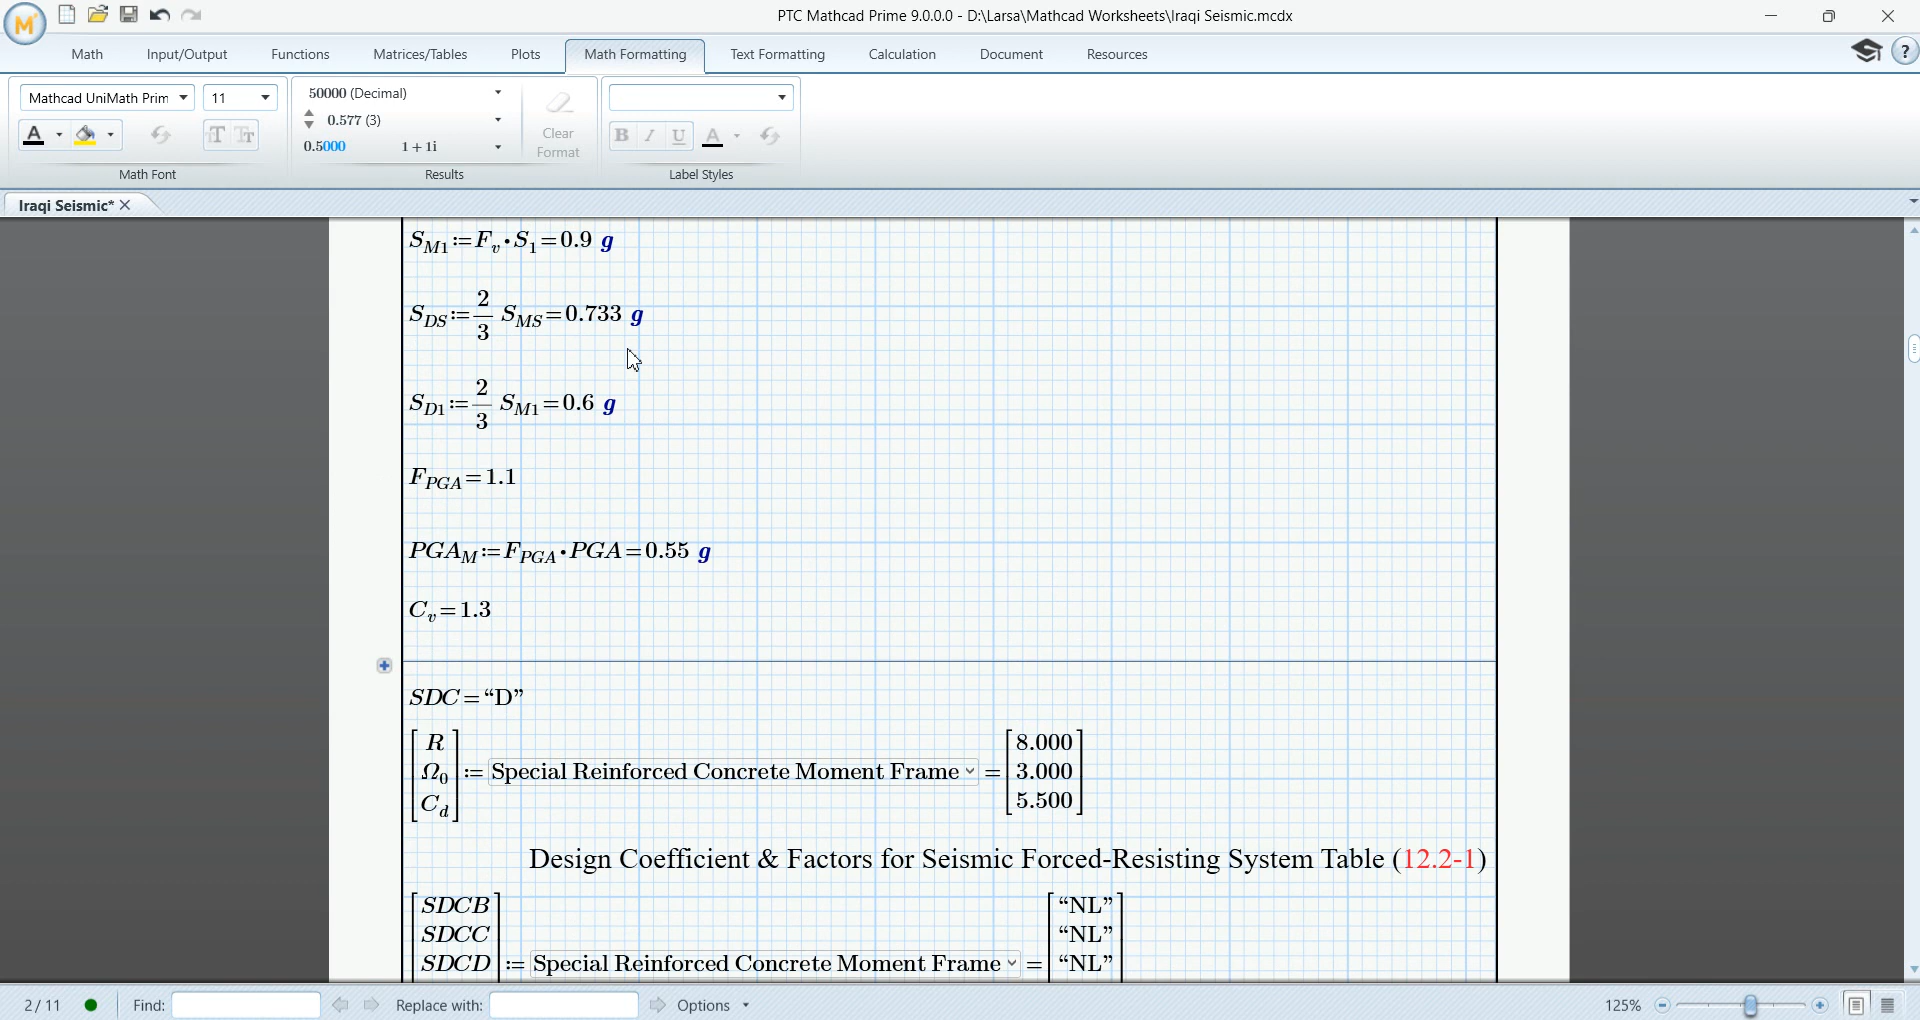 PTC Mathcad Prime 9.0.0.0 - D:\Larsa\Mathcad Worksheets\Iraqi Seismic.mcdx
Math Input/Output Functions Matrices/Tables Plots Math Formatting Text Formatting Calculation Document Resources
Mathcad UniMath Prim 11
50000 (Decimal)
0.577 (3)
0.5000 1+1i
Clear
Format
B I U A
Math Font Results Label Styles
Iraqi Seismic*
S_M1:=F_v·S_1=0.9 g
S_DS:=2/3 S_MS=0.733 g
S_D1:=2/3 S_M1=0.6 g
F_PGA=1.1
PGA_M:=F_PGA·PGA=0.55 g
C_v=1.3
SDC=“D”
[R Ω_0 C_d]:=Special Reinforced Concrete Moment Frame=[8.000 3.000 5.500]
Design Coefficient & Factors for Seismic Forced-Resisting System Table (12.2-1)
[SDCB SDCC SDCD:=Special Reinforced Concrete Moment Frame=[“NL” “NL” “NL”
2/11 Find: Replace with: Options 125%